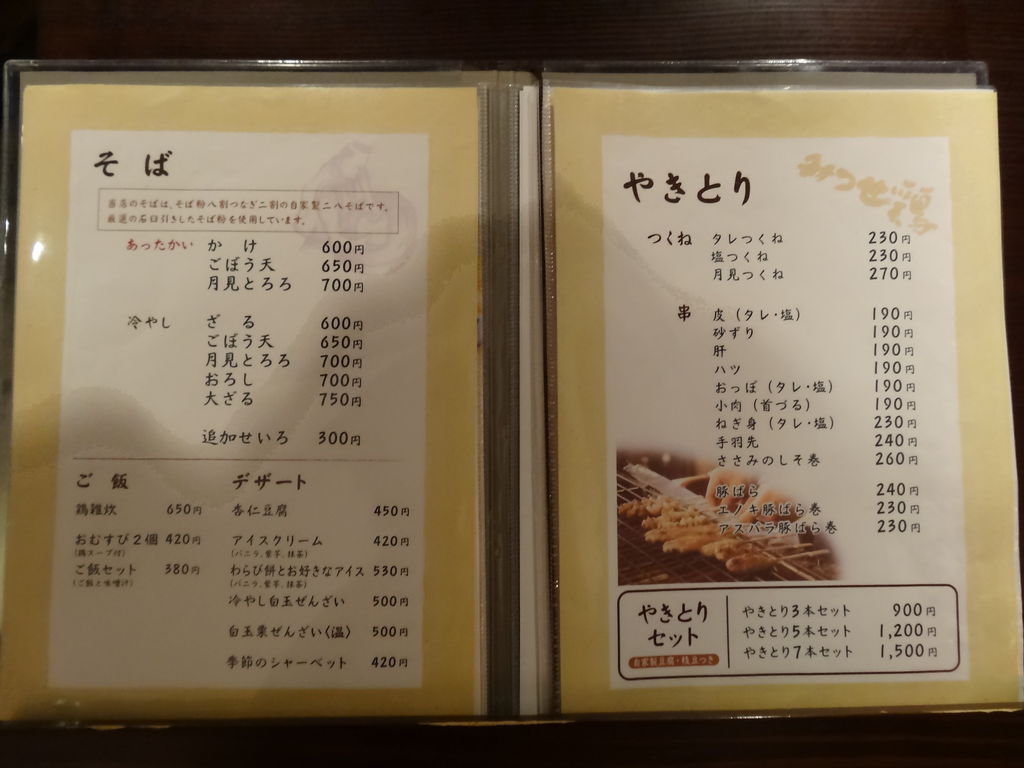 そば
当店のそばは、そば粉八割つなぎ二割の自家製二八そばです。
厳選の石臼引きしたそば粉を使用しています。
あったかい かけ 600円
ごぼう天 650円
月見とろろ 700円
冷やし ざる 600円
ごぼう天 650円
月見とろろ 700円
おろし 700円
大ざる 750円
追加せいろ 300円
ご飯
鶏雑炊 650円
おむすび2個 420円
(鶏スープ付)
ご飯セット 380円
(ご飯と味噌汁)
デザート
杏仁豆腐 450円
アイスクリーム 420円
(バニラ、紫芋、抹茶)
わらび餅とお好きなアイス 530円
(バニラ、紫芋、抹茶)
冷やし白玉ぜんざい 500円
白玉栗ぜんざい〈温〉 500円
季節のシャーベット 420円
やきとり
みつせ鶏
つくね タレつくね 230円
塩つくね 230円
月見つくね 270円
串 皮(タレ・塩) 190円
砂ずり 190円
肝 190円
ハツ 190円
おっぽ(タレ・塩) 190円
小肉(首づる) 190円
ねぎ身(タレ・塩) 230円
手羽先 240円
ささみのしそ巻 260円
豚ばら 240円
エノキ豚ばら巻 230円
アスパラ豚ばら巻 230円
やきとり
セット
自家製豆腐・枝豆つき
やきとり3本セット 900円
やきとり5本セット 1,200円
やきとり7本セット 1,500円